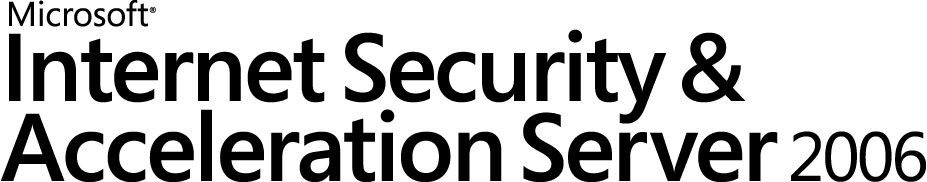 Microsoft®
Internet Security &
Acceleration Server 2006